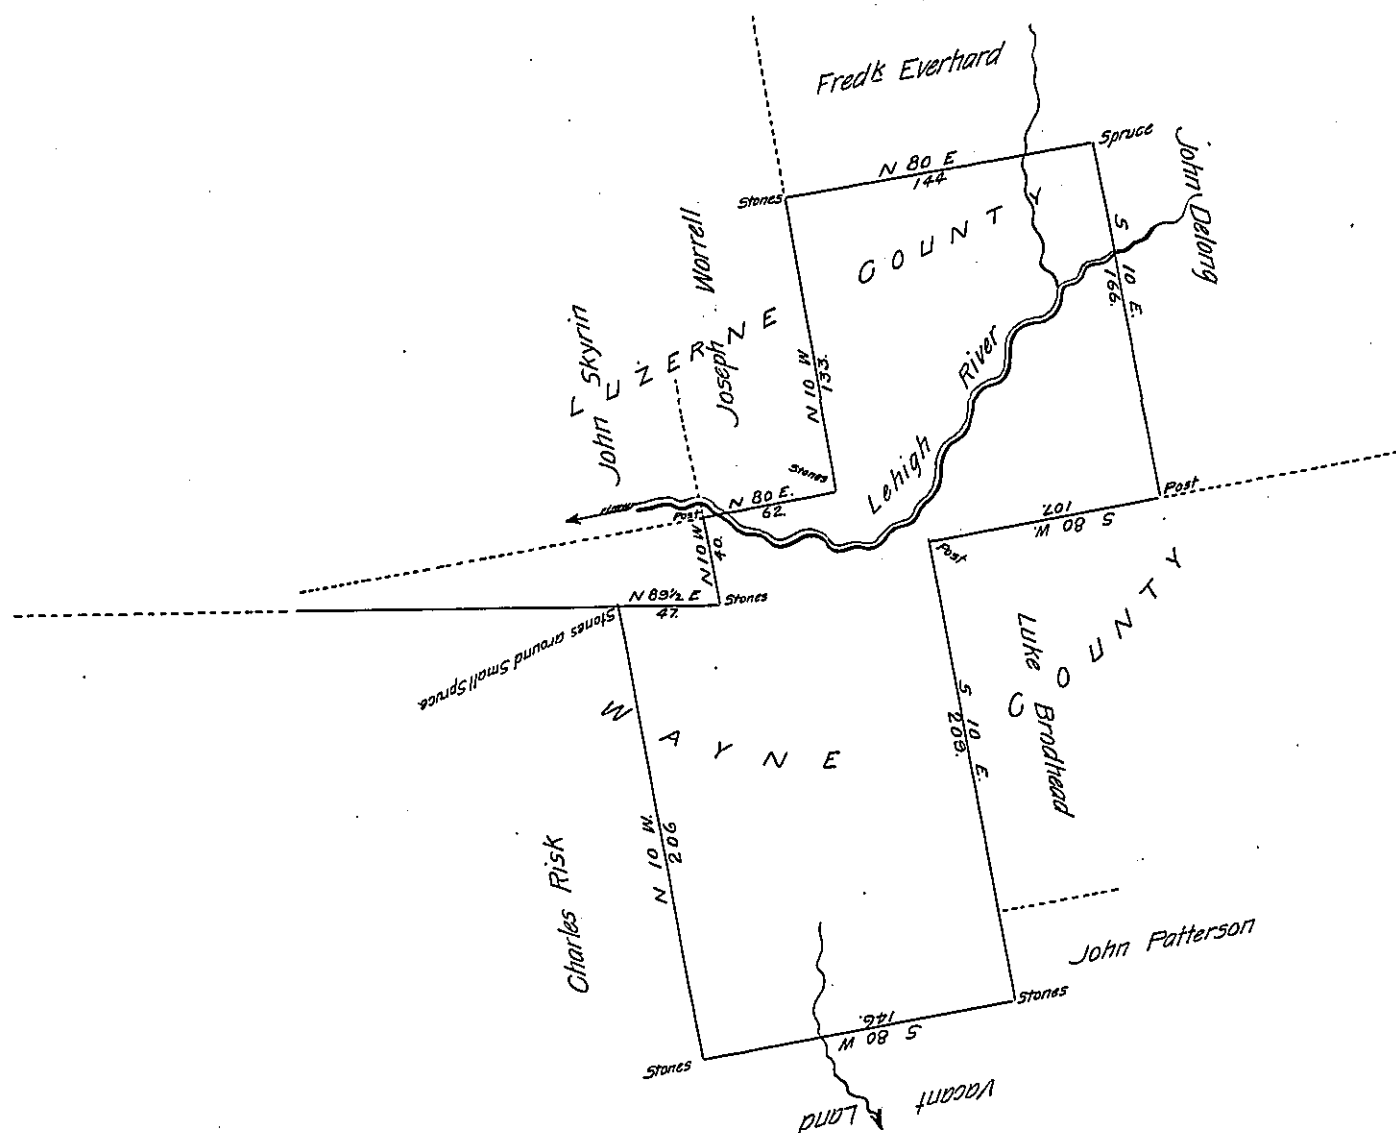 Fredk Everhard
Spruce
N 80 E
144
Stones
John Delong
COUNTY
S 10 E.
166.
Joseph Worrell
John Skyrin
LUZERNE
N 10 W
133.
Lehigh River
Stones
N 80 E.
62.
Post
Post
S 80 W.
107.
N 10 W
40.
Post
N 89½ E
47.
Stones
Stones around Small Spruce.
WAYNE
COUNTY
Luke Brodhead
S 10 E.
Charles Risk
N 10 W.
206
John Patterson
Stones
S 80 W
146.
Stones
Vacant
Land